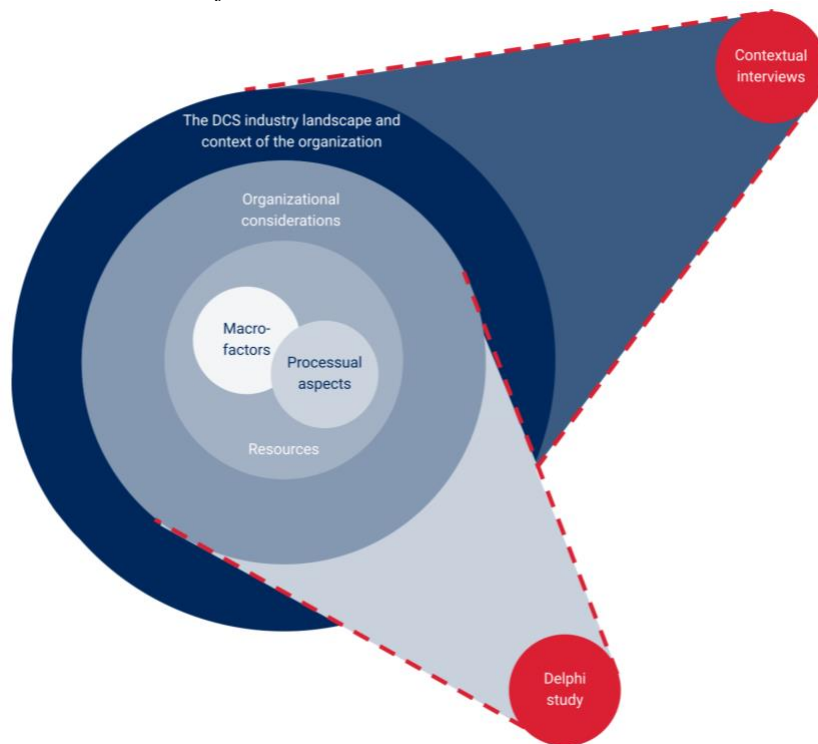 Contextual
interviews
The DCS industry landscape and
context of the organization
Organizational
considerations
Macro-
factors
Processual
aspects
Resources
Delphi
study